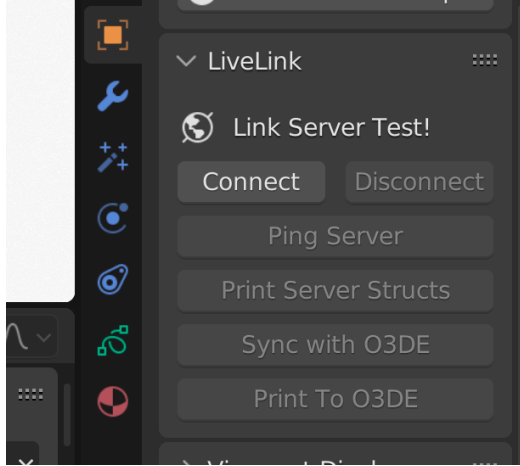 LiveLink
Link Server Test!
Connect Disconnect
Ping Server
Print Server Structs
Sync with O3DE
Print To O3DE